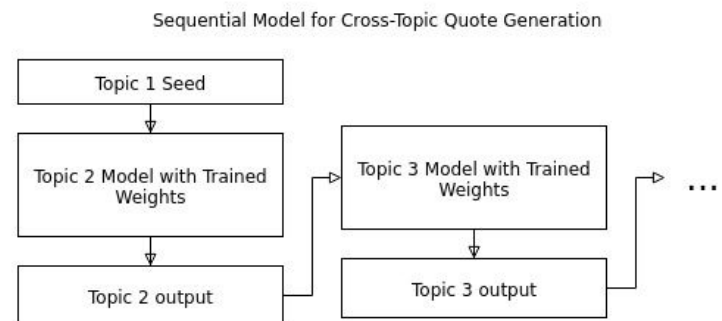 Sequential Model for Cross-Topic Quote Generation
Topic 1 Seed
Topic 2 Model with Trained
Weights
Topic 2 output
Topic 3 Model with Trained
Weights
Topic 3 output
...